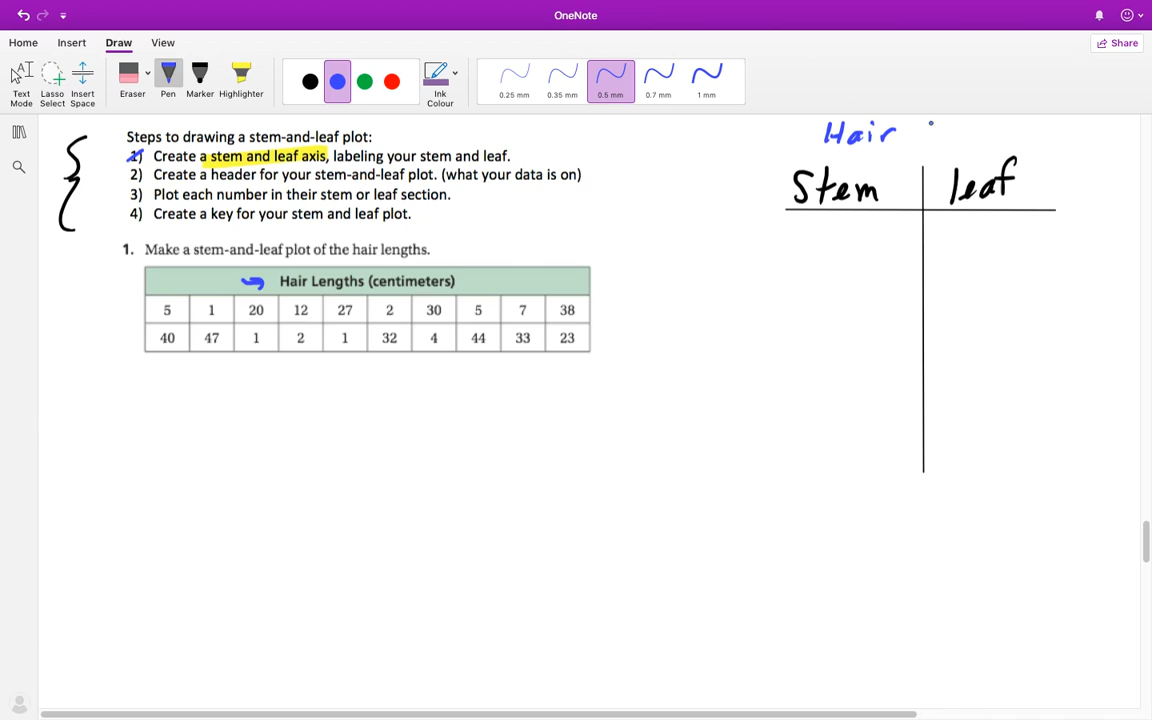 OneNote
Home Insert Draw View
Share
Text Mode
Lasso Select
Insert Space
Eraser
Pen
Marker
Highlighter
Ink Colour
0.25 mm
0.35 mm
0.5 mm
0.7 mm
1 mm
Steps to drawing a stem-and-leaf plot:
1) Create a stem and leaf axis, labeling your stem and leaf.
2) Create a header for your stem-and-leaf plot. (what your data is on)
3) Plot each number in their stem or leaf section.
4) Create a key for your stem and leaf plot.
1. Make a stem-and-leaf plot of the hair lengths.
Hair Lengths (centimeters)
5 1 20 12 27 2 30 5 7 38
40 47 1 2 1 32 4 44 33 23
Hair
Stem leaf